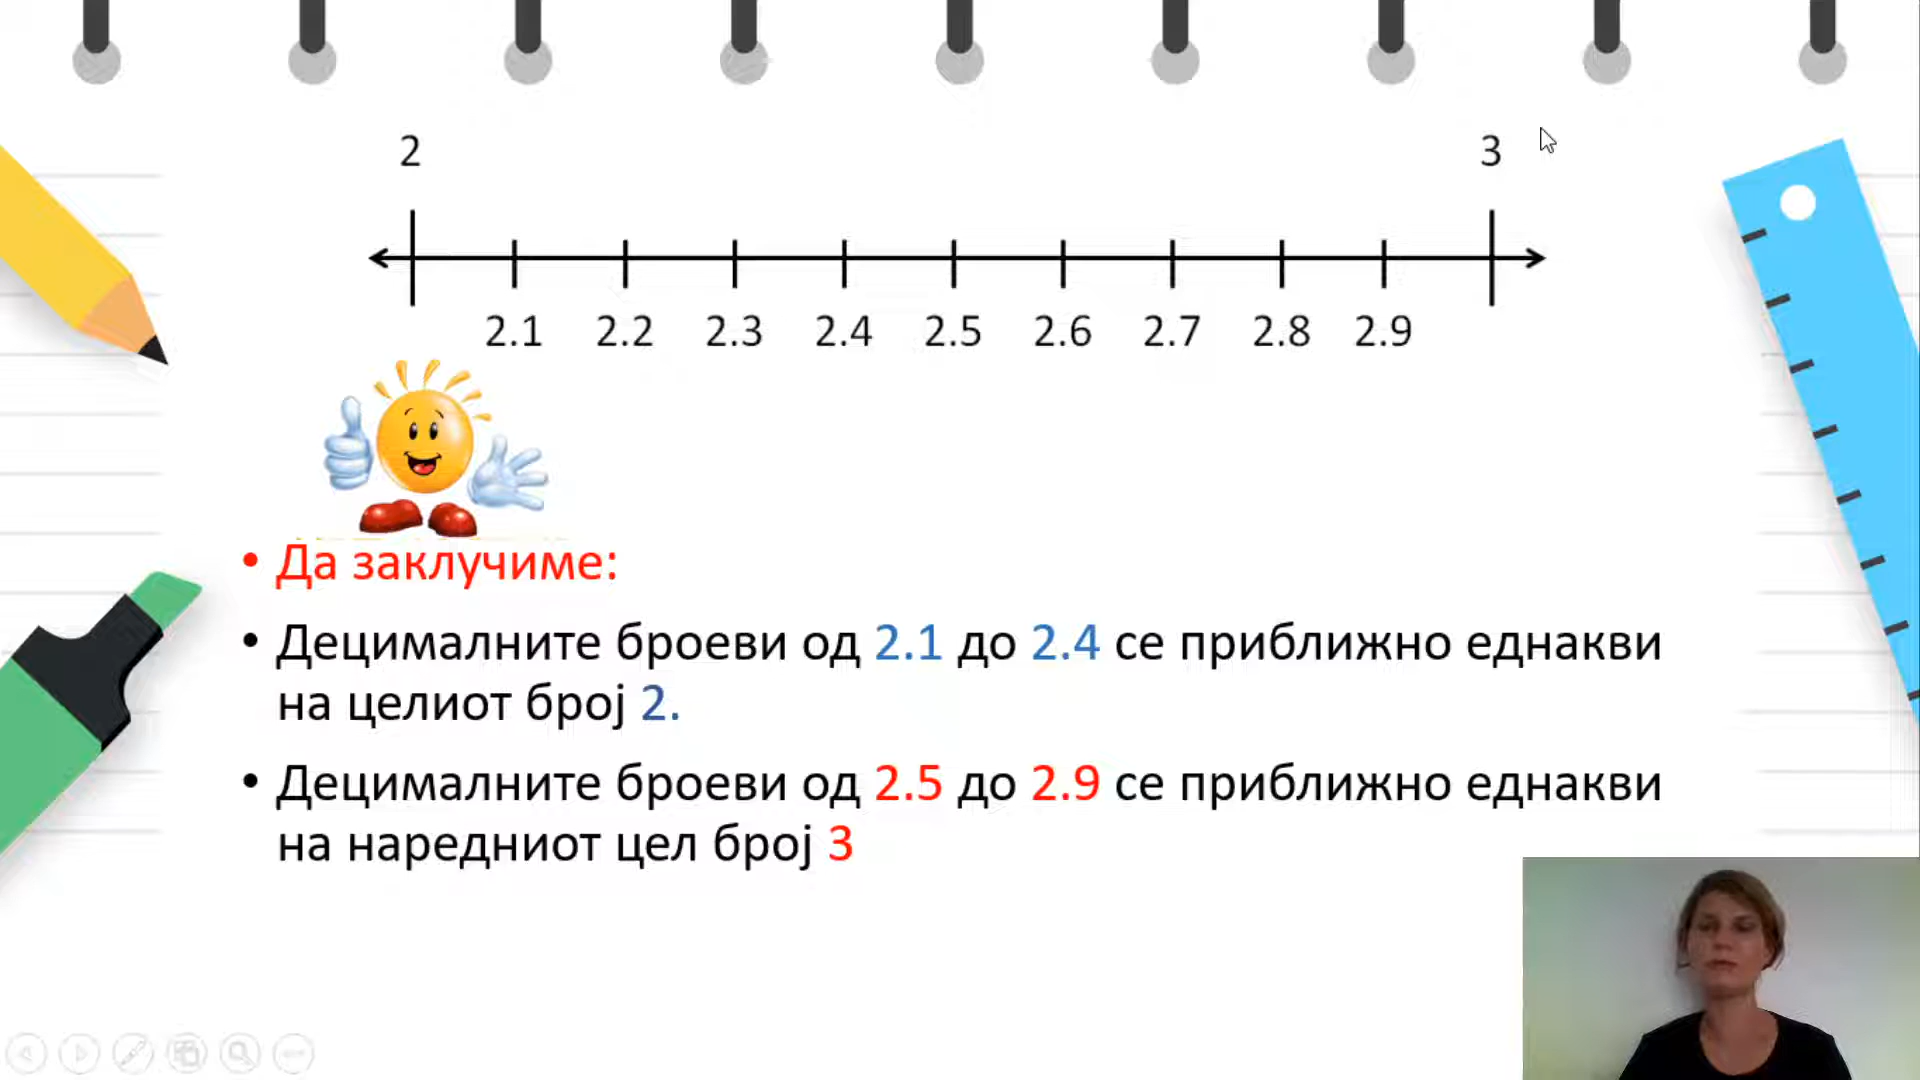 2 3
2.1 2.2 2.3 2.4 2.5 2.6 2.7 2.8 2.9
• Да заклучиме:
• Децималните броеви од 2.1 до 2.4 се приближно еднакви
на целиот број 2.
• Децималните броеви од 2.5 до 2.9 се приближно еднакви
на наредниот цел број 3